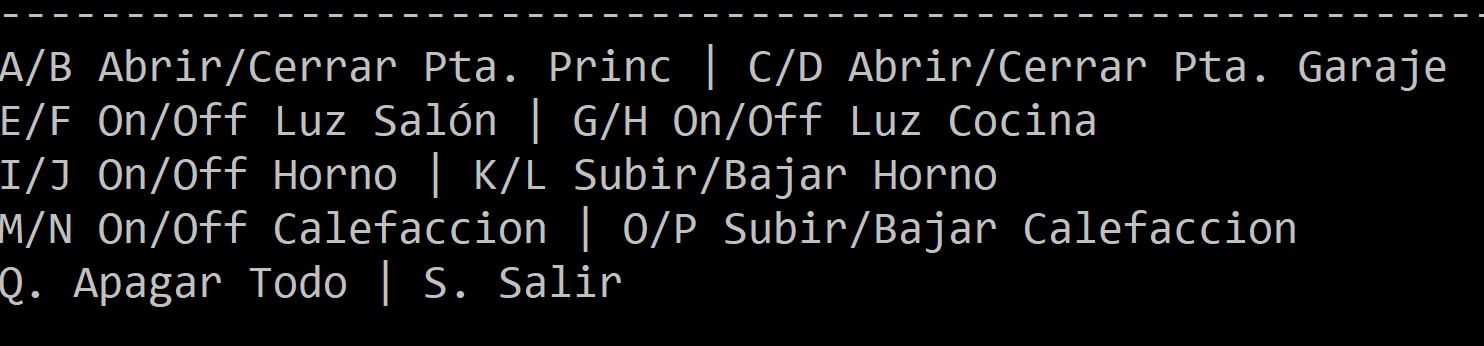 ------------------------------------------------------------
A/B Abrir/Cerrar Pta. Princ | C/D Abrir/Cerrar Pta. Garaje
E/F On/Off Luz Salón | G/H On/Off Luz Cocina
I/J On/Off Horno | K/L Subir/Bajar Horno
M/N On/Off Calefaccion | O/P Subir/Bajar Calefaccion
Q. Apagar Todo | S. Salir